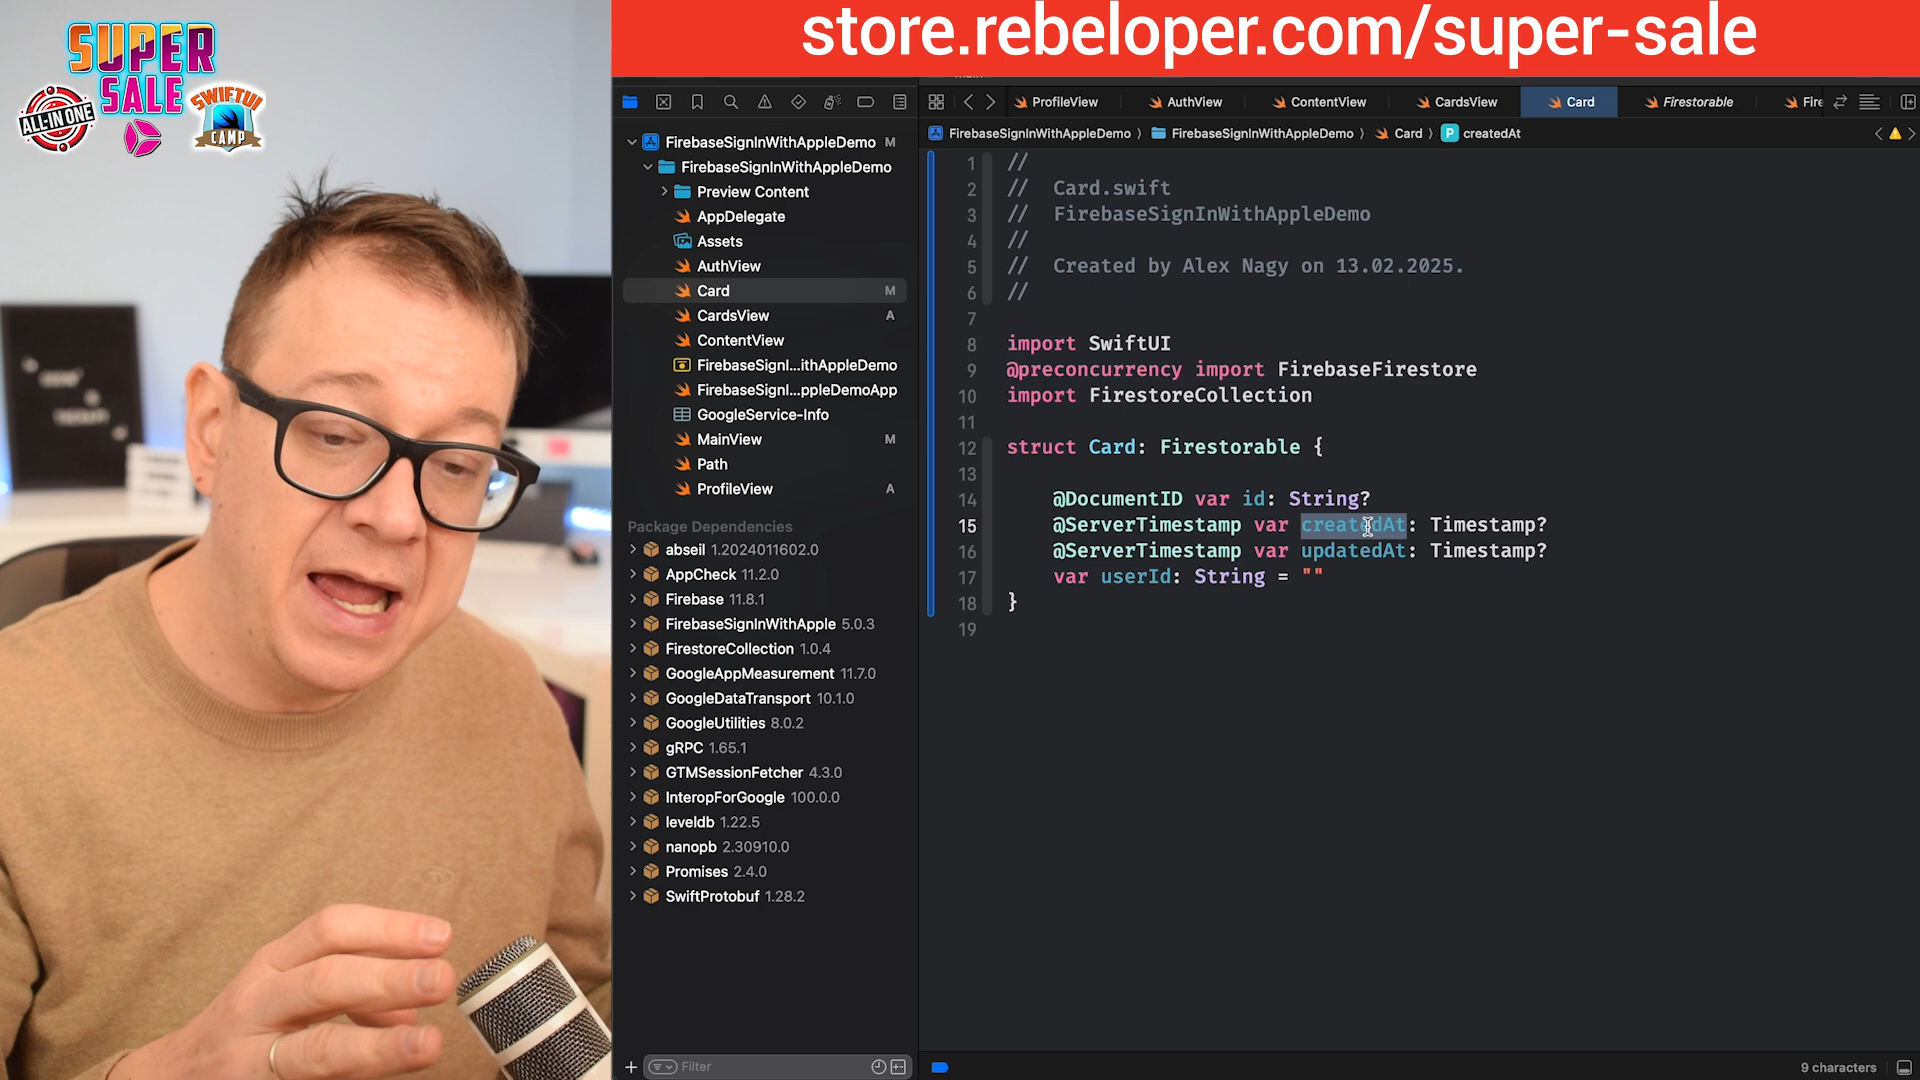 store.rebeloper.com/super-sale
SUPER
SALE
ALL-IN-ONE
SWIFTUI
CAMP
ProfileView
AuthView
ContentView
CardsView
Card
Firestorable
Fire
FirebaseSignInWithAppleDemo
FirebaseSignInWithAppleDemo
Card
P
createdAt
FirebaseSignInWithAppleDemo M
FirebaseSignInWithAppleDemo
Preview Content
AppDelegate
Assets
AuthView
Card M
CardsView A
ContentView
FirebaseSignI...ithAppleDemo
FirebaseSignI...ppleDemoApp
GoogleService-Info
MainView M
Path
ProfileView A
Package Dependencies
abseil 1.2024011602.0
AppCheck 11.2.0
Firebase 11.8.1
FirebaseSignInWithApple 5.0.3
FirestoreCollection 1.0.4
GoogleAppMeasurement 11.7.0
GoogleDataTransport 10.1.0
GoogleUtilities 8.0.2
gRPC 1.65.1
GTMSessionFetcher 4.3.0
InteropForGoogle 100.0.0
leveldb 1.22.5
nanopb 2.30910.0
Promises 2.4.0
SwiftProtobuf 1.28.2
Filter
1 //
2 // Card.swift
3 // FirebaseSignInWithAppleDemo
4 //
5 // Created by Alex Nagy on 13.02.2025.
6 //
7
8 import SwiftUI
9 @preconcurrency import FirebaseFirestore
10 import FirestoreCollection
11
12 struct Card: Firestorable {
13
14 @DocumentID var id: String?
15 @ServerTimestamp var createdAt: Timestamp?
16 @ServerTimestamp var updatedAt: Timestamp?
17 var userId: String = ""
18 }
19
9 characters